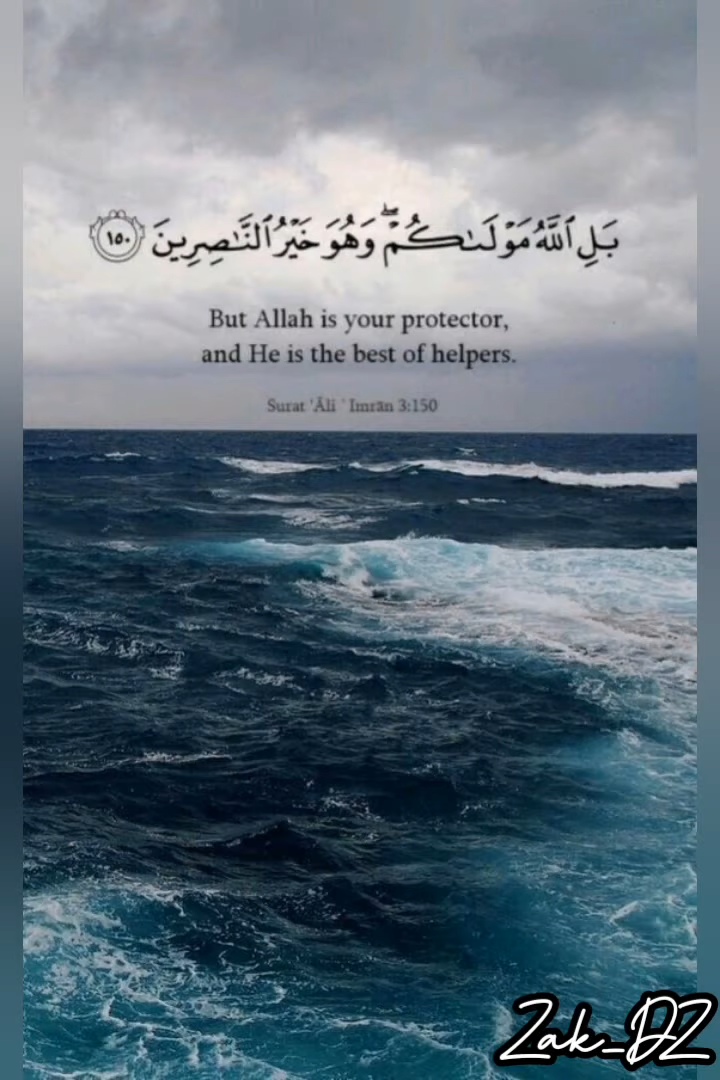 بَلِ ٱللَّهُ مَوْلَىٰكُمْ ۖ وَهُوَ خَيْرُ ٱلنَّـٰصِرِينَ ١٥٠
But Allah is your protector,
and He is the best of helpers.
Surat 'Āli `Imrān 3:150
Zak_DZ